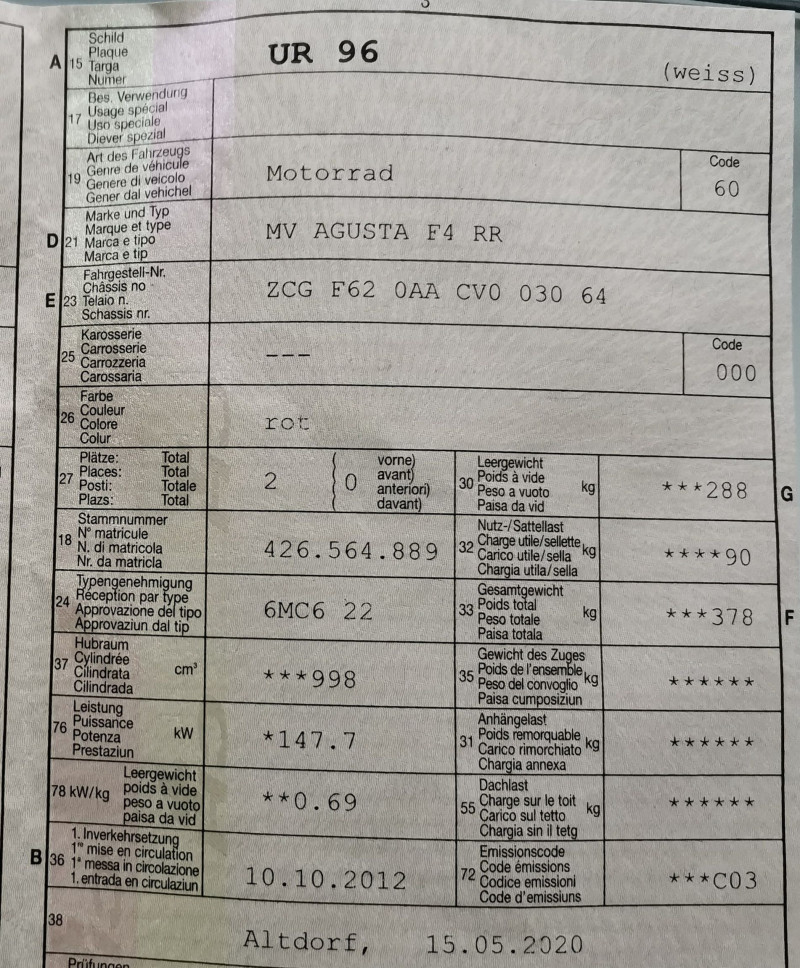 A 15 Schild
Plaque
Targa
Numer
UR 96
(weiss)
17 Bes. Verwendung
Usage spécial
Uso speciale
Diever spezial
19 Art des Fahrzeugs
Genre de véhicule
Genere di veicolo
Gener dal vehichel
Motorrad
Code
60
D 21 Marke und Typ
Marque et type
Marca e tipo
Marca e tip
MV AGUSTA F4 RR
E 23 Fahrgestell-Nr.
Châssis no
Telaio n.
Schassis nr.
ZCG F62 0AA CV0 030 64
25 Karosserie
Carrosserie
Carrozzeria
Carossaria
---
Code
000
26 Farbe
Couleur
Colore
Colur
rot
27 Plätze: Total
Places: Total
Posti: Totale
Plazs: Total
2 ( 0 vorne)
avant)
anteriori)
davant)
30 Leergewicht
Poids à vide
Peso a vuoto
Paisa da vid
kg
***288
G
18 Stammnummer
N° matricule
N. di matricola
Nr. da matricla
426.564.889
32 Nutz-/Sattellast
Charge utile/sellette
Carico utile/sella
Chargia utila/sella
kg
****90
24 Typengenehmigung
Réception par type
Approvazione del tipo
Approvaziun dal tip
6MC6 22
33 Gesamtgewicht
Poids total
Peso totale
Paisa totala
kg
***378
F
37 Hubraum
Cylindrée
Cilindrata
Cilindrada
cm³
***998
35 Gewicht des Zuges
Poids de l'ensemble
Peso del convoglio
Paisa cumposiziun
kg
******
76 Leistung
Puissance
Potenza
Prestaziun
kW
*147.7
31 Anhängelast
Poids remorquable
Carico rimorchiato
Chargia annexa
kg
******
78 kW/kg Leergewicht
poids à vide
peso a vuoto
paisa da vid
**0.69
55 Dachlast
Charge sur le toit
Carico sul tetto
Chargia sin il tetg
kg
******
B 36 1. Inverkehrsetzung
1re mise en circulation
1a messa in circolazione
1. entrada en circulaziun
10.10.2012
72 Emissionscode
Code émissions
Codice emissioni
Code d'emissiuns
***C03
38
Altdorf, 15.05.2020
Prüfungen